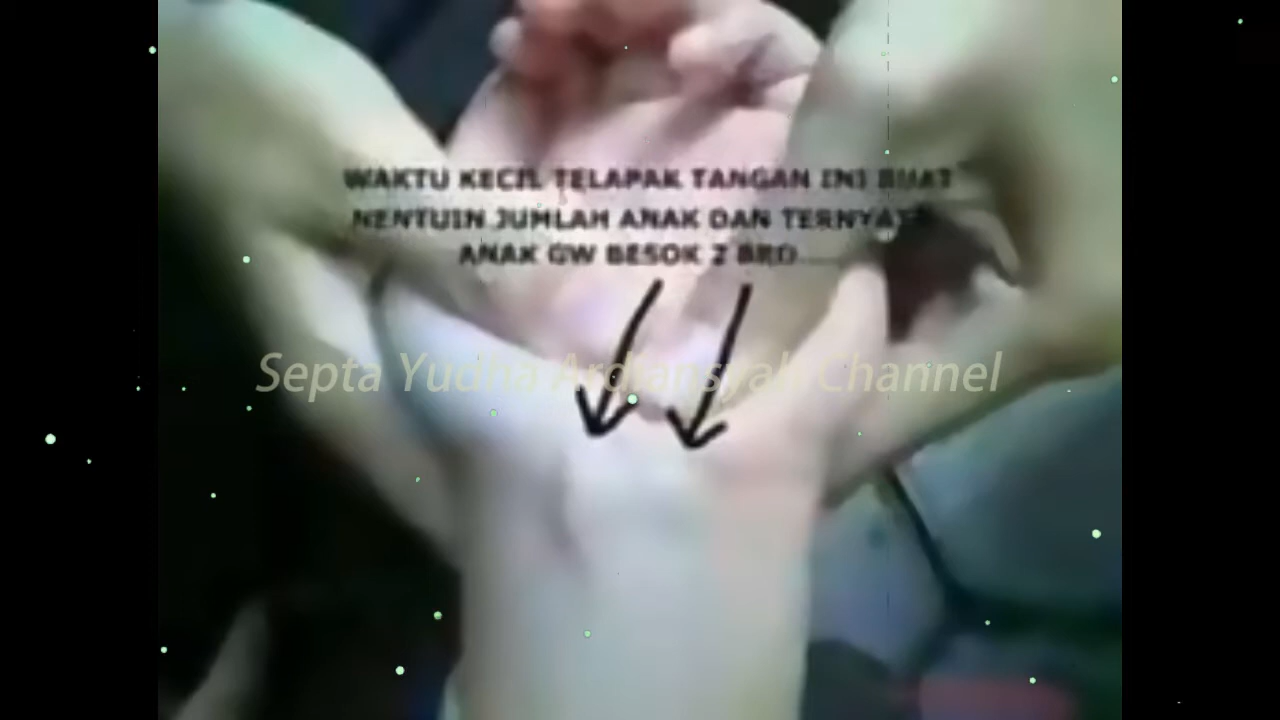 WAKTU KECIL TELAPAK TANGAN INI BUAT
NENTUIN JUMLAH ANAK DAN TERNYATA
ANAK GW BESOK 2 BRO.....
Septa Yudha Ardiansyah Channel